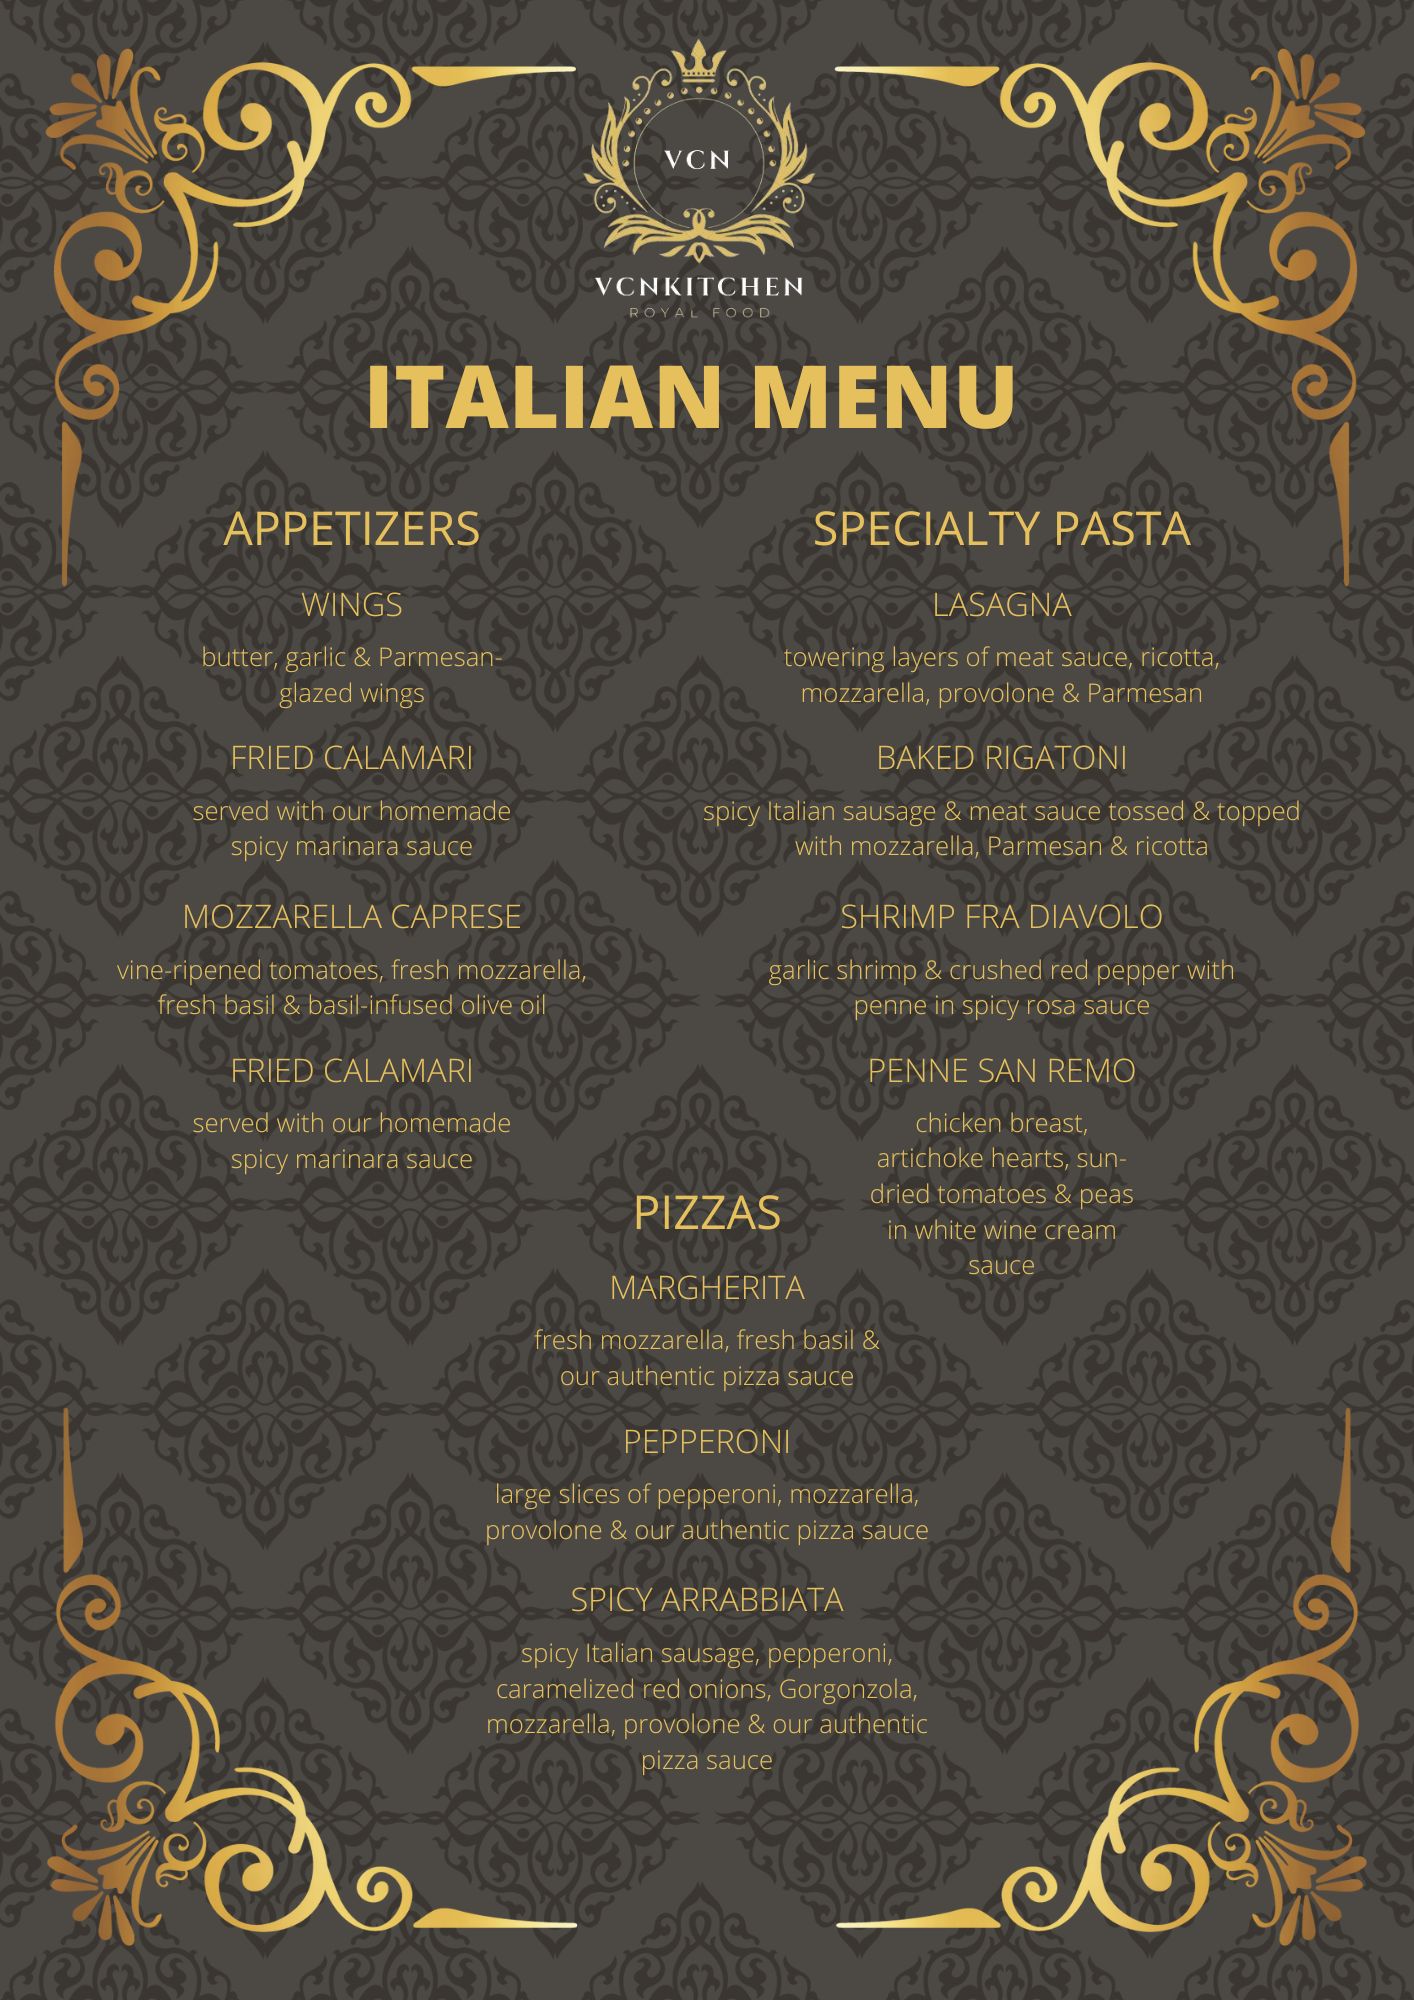 VCN
VCNKITCHEN
ROYAL FOOD
ITALIAN MENU
APPETIZERS
WINGS
butter, garlic & Parmesan-
glazed wings
FRIED CALAMARI
served with our homemade
spicy marinara sauce
MOZZARELLA CAPRESE
vine-ripened tomatoes, fresh mozzarella,
fresh basil & basil-infused olive oil
FRIED CALAMARI
served with our homemade
spicy marinara sauce
SPECIALTY PASTA
LASAGNA
towering layers of meat sauce, ricotta,
mozzarella, provolone & Parmesan
BAKED RIGATONI
spicy Italian sausage & meat sauce tossed & topped
with mozzarella, Parmesan & ricotta
SHRIMP FRA DIAVOLO
garlic shrimp & crushed red pepper with
penne in spicy rosa sauce
PENNE SAN REMO
chicken breast,
artichoke hearts, sun-
dried tomatoes & peas
in white wine cream
sauce
PIZZAS
MARGHERITA
fresh mozzarella, fresh basil &
our authentic pizza sauce
PEPPERONI
large slices of pepperoni, mozzarella,
provolone & our authentic pizza sauce
SPICY ARRABBIATA
spicy Italian sausage, pepperoni,
caramelized red onions, Gorgonzola,
mozzarella, provolone & our authentic
pizza sauce